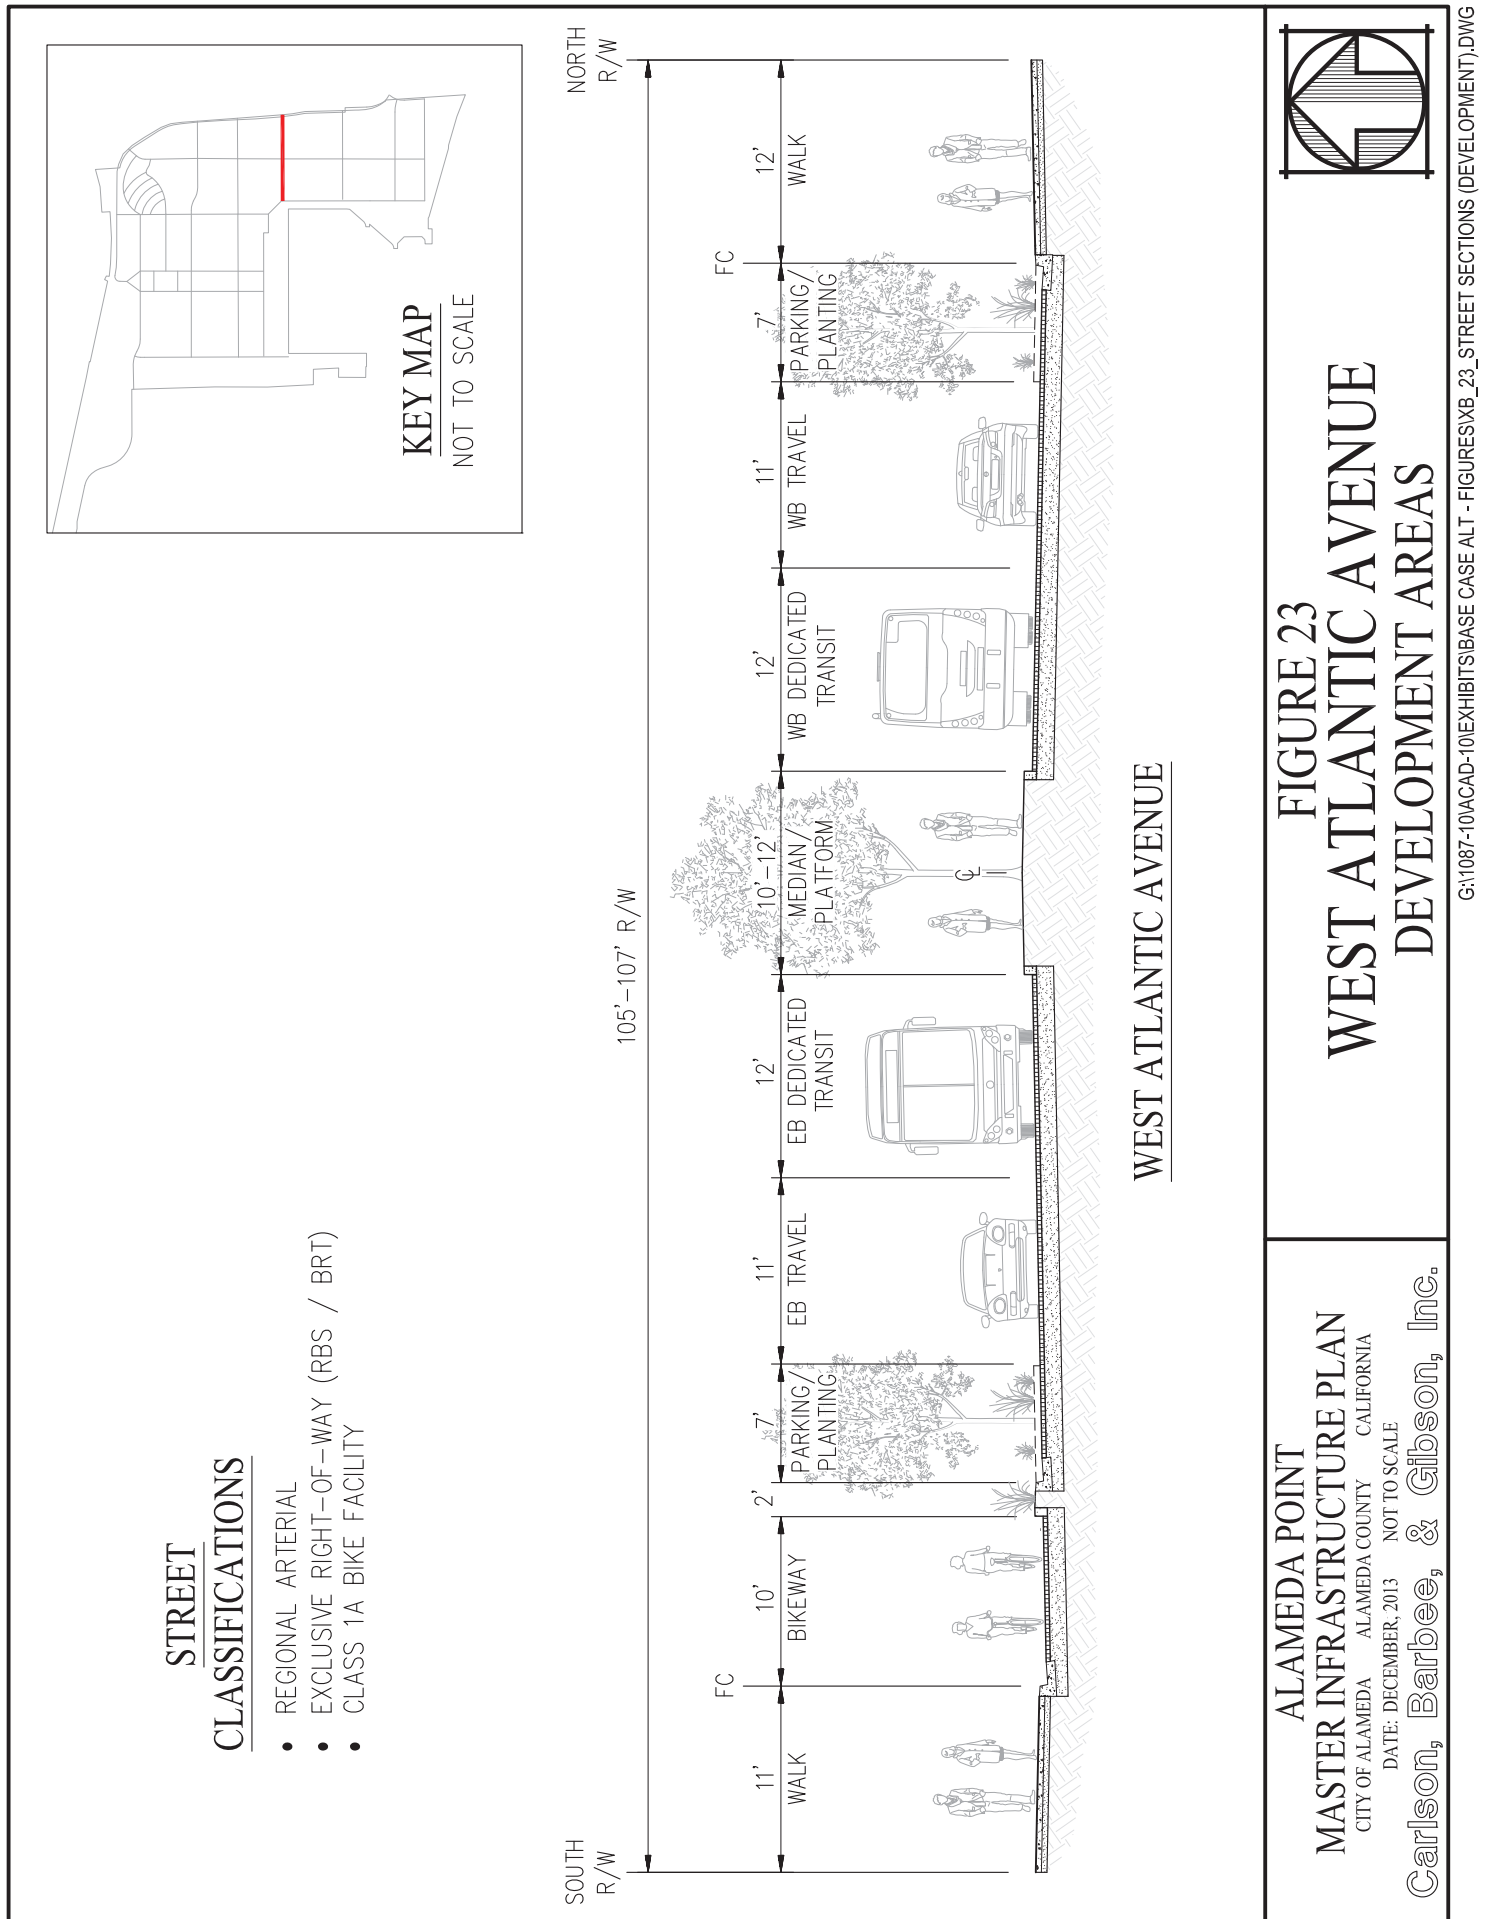 STREET
CLASSIFICATIONS
• REGIONAL ARTERIAL
• EXCLUSIVE RIGHT-OF-WAY (RBS / BRT)
• CLASS 1A BIKE FACILITY
KEY MAP
NOT TO SCALE
SOUTH
R/W
NORTH
R/W
105'-107' R/W
FC
FC
11'
WALK
10'
BIKEWAY
2'
7'
PARKING/
PLANTING
11'
EB TRAVEL
12'
EB DEDICATED
TRANSIT
10'-12'
MEDIAN/
PLATFORM
CL
12'
WB DEDICATED
TRANSIT
11'
WB TRAVEL
7'
PARKING/
PLANTING
12'
WALK
WEST ATLANTIC AVENUE
ALAMEDA POINT
MASTER INFRASTRUCTURE PLAN
CITY OF ALAMEDA ALAMEDA COUNTY CALIFORNIA
DATE: DECEMBER, 2013 NOT TO SCALE
Carlson, Barbee, & Gibson, Inc.
FIGURE 23
WEST ATLANTIC AVENUE
DEVELOPMENT AREAS
G:\1087-10\ACAD-10\EXHIBITS\BASE CASE ALT - FIGURES\XB_23_STREET SECTIONS (DEVELOPMENT).DWG